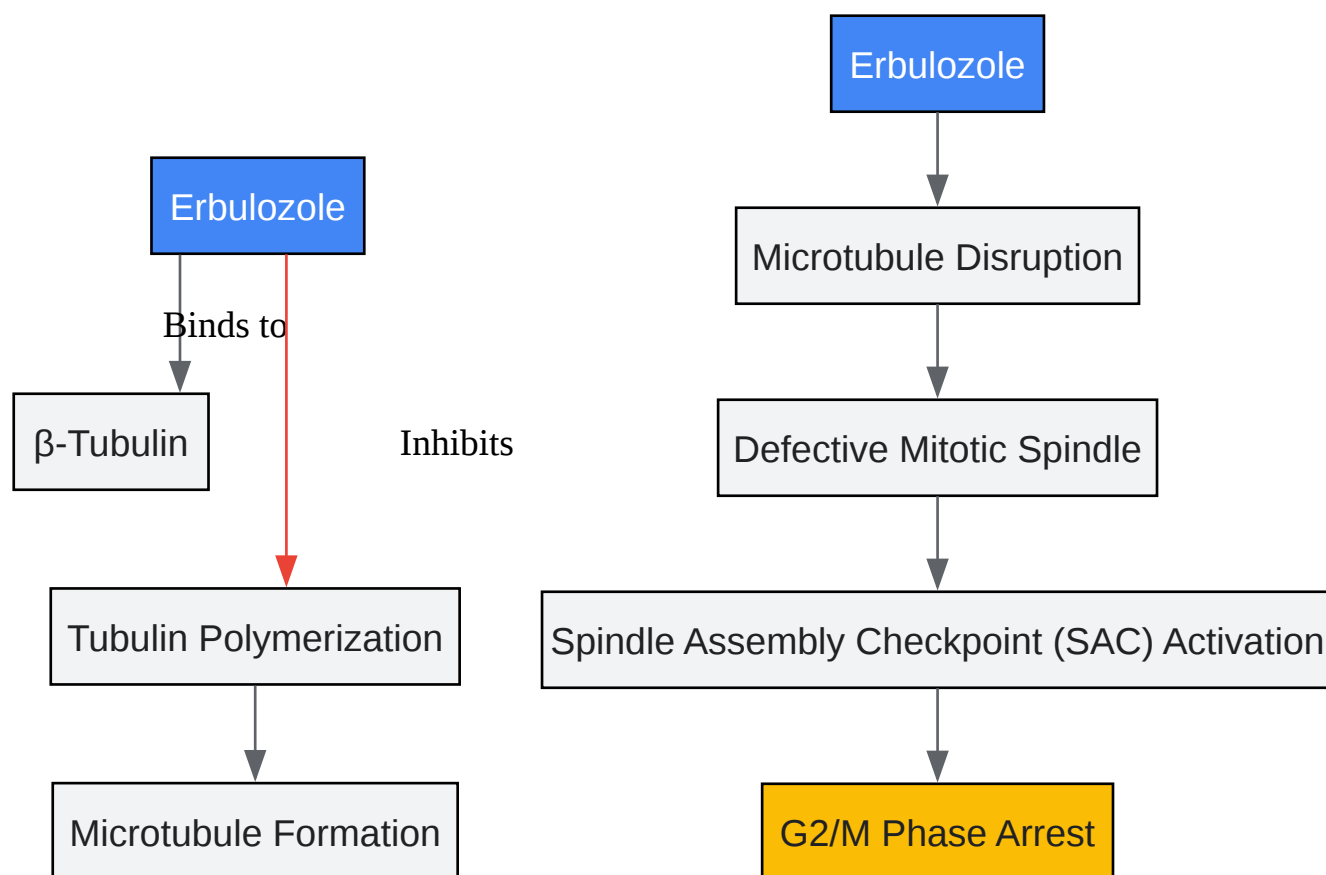 Erbulozole
Binds to
β-Tubulin
Inhibits
Tubulin Polymerization
Microtubule Formation
Erbulozole
Microtubule Disruption
Defective Mitotic Spindle
Spindle Assembly Checkpoint (SAC) Activation
G2/M Phase Arrest